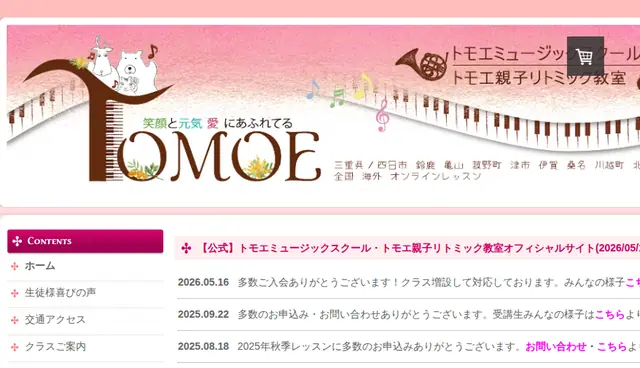 トモエミュージックスクール
トモエ親子リトミック教室
笑顔と元気 愛 にあふれてる
TOMOE
三重県/四日市 鈴鹿 亀山 菰野町 津市 伊賀 桑名 川越町
全国 海外 オンラインレッスン
Contents
【公式】トモエミュージックスクール・トモエ親子リトミック教室オフィシャルサイト(2026/05/
ホーム
2026.05.16 多数ご入会ありがとうございます！クラス増設して対応しております。みんなの様子はこち
生徒様喜びの声
2025.09.22 多数のお申込み・お問い合わせありがとうございます。受講生みんなの様子はこちらより
交通アクセス
クラスご案内
2025.08.18 2025年秋季レッスンに多数のお申込みありがとうございます。お問い合わせ・こちらよ